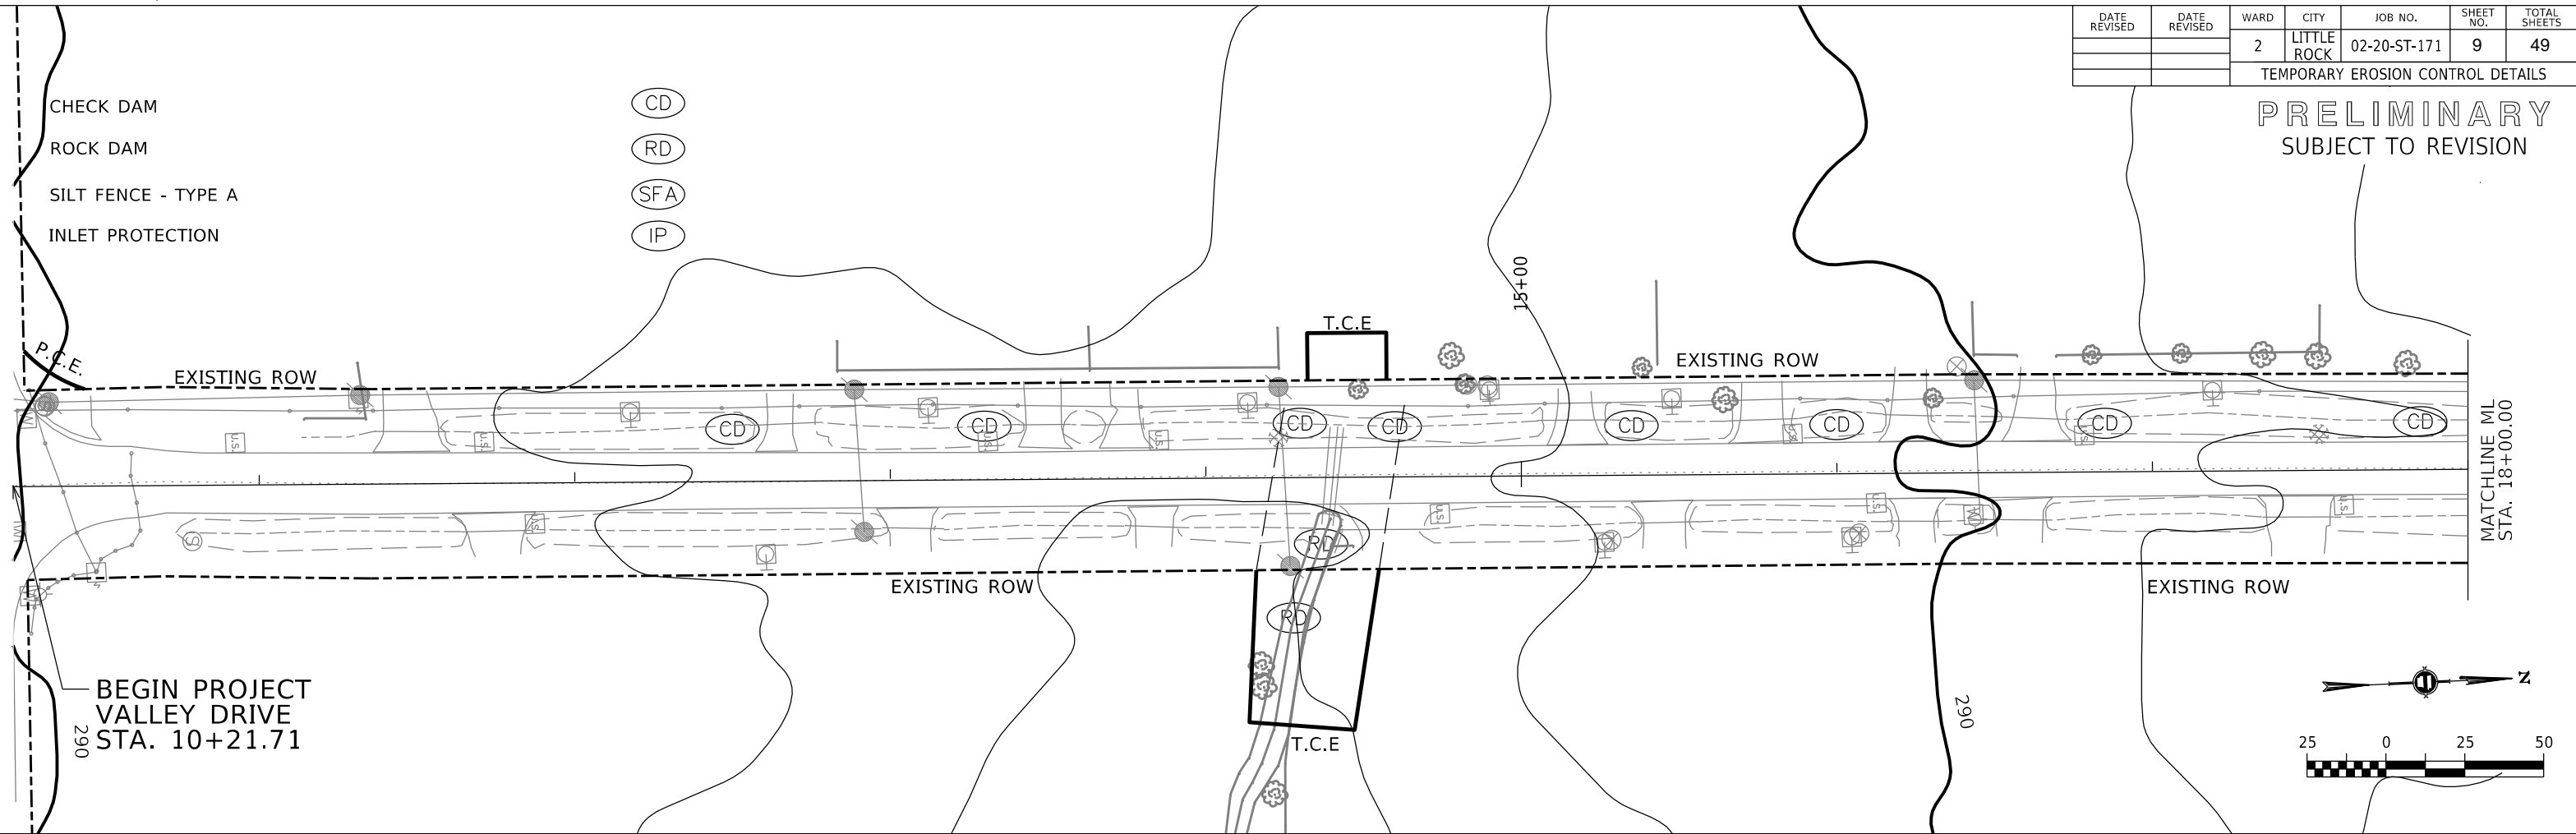 DATE REVISED
DATE REVISED
WARD
CITY
JOB NO.
SHEET NO.
TOTAL SHEETS
2
LITTLE ROCK
02-20-ST-171
9
49
TEMPORARY EROSION CONTROL DETAILS
PRELIMINARY
SUBJECT TO REVISION
CHECK DAM
CD
ROCK DAM
RD
SILT FENCE - TYPE A
SFA
INLET PROTECTION
IP
15+00
T.C.E
P.C.E.
EXISTING ROW
EXISTING ROW
CD
CD
CD
CD
CD
CD
CD
CD
U.S.
U.S.
U.S.
U.S.
U.S.
U.S.
U.S.
U.S.
U.S.
U.S.
S
RD
RD
EXISTING ROW
EXISTING ROW
MATCHLINE ML
STA. 18+00.00
BEGIN PROJECT
VALLEY DRIVE
STA. 10+21.71
290
T.C.E
290
N
25 0 25 50